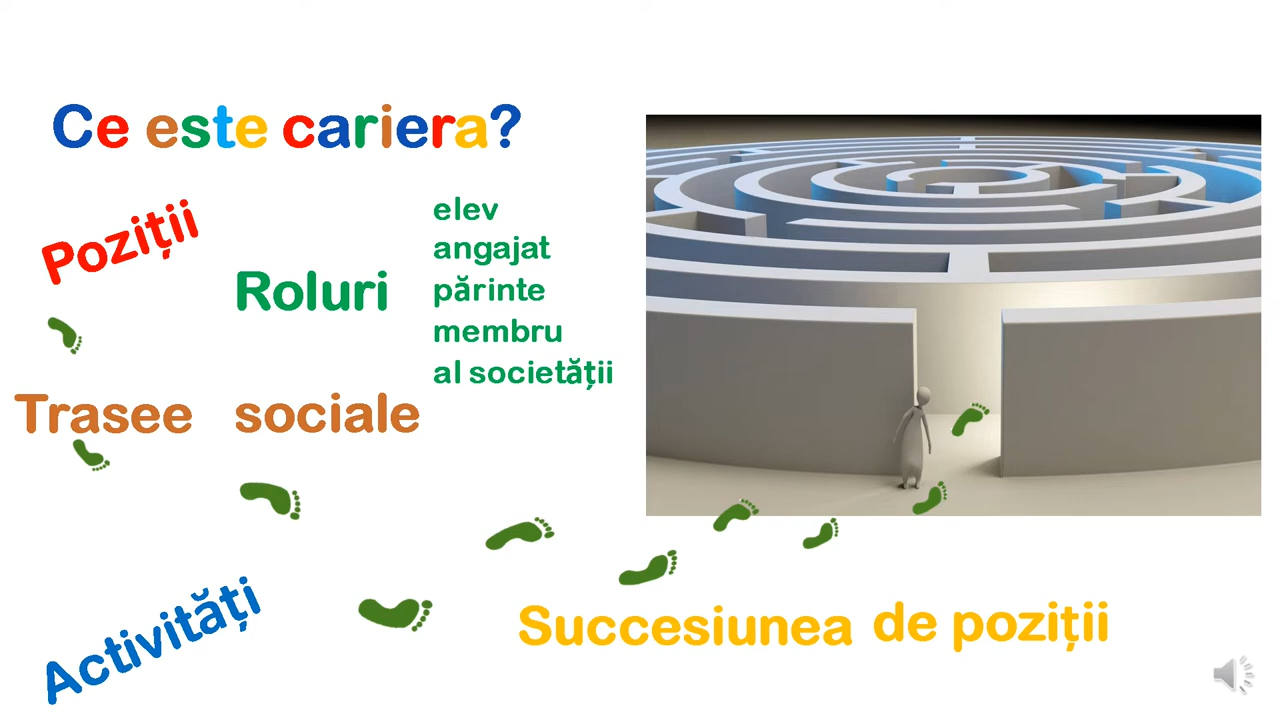 Ce este cariera?
Poziții
Roluri
elev
angajat
părinte
membru
al societății
Trasee sociale
Activități
Succesiunea de poziții